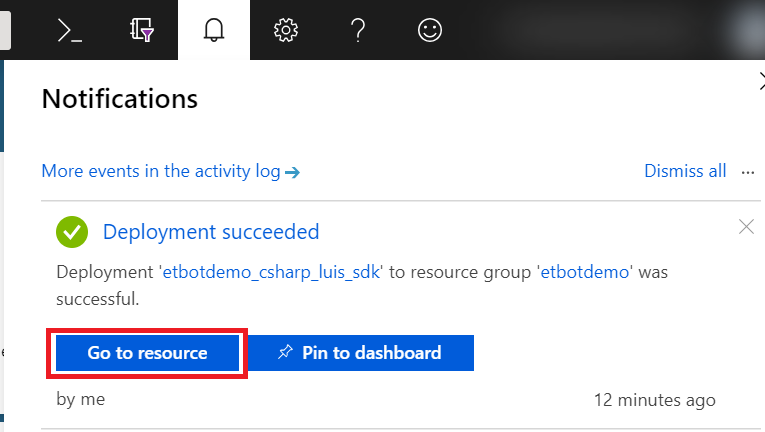 Notifications
More events in the activity log
Dismiss all
Deployment succeeded
Deployment 'etbotdemo_csharp_luis_sdk' to resource group 'etbotdemo' was
successful.
Go to resource
Pin to dashboard
by me
12 minutes ago